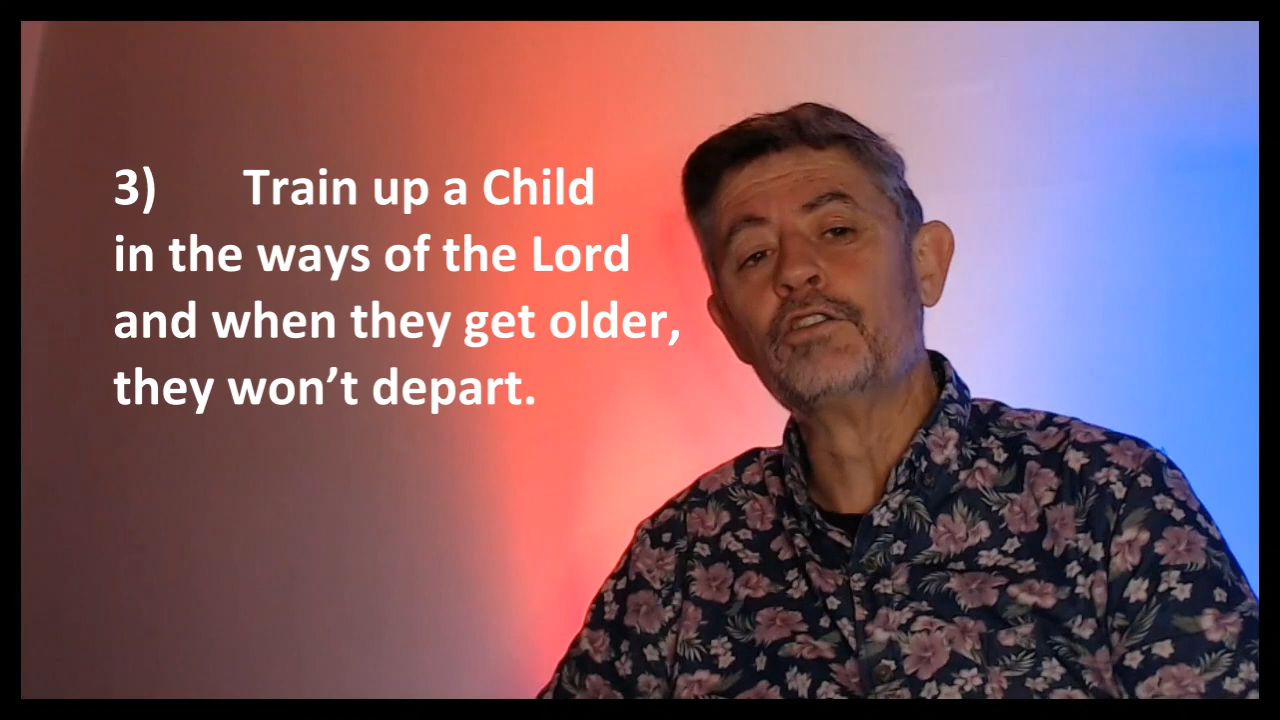 3) Train up a Child
in the ways of the Lord
and when they get older,
they won’t depart.